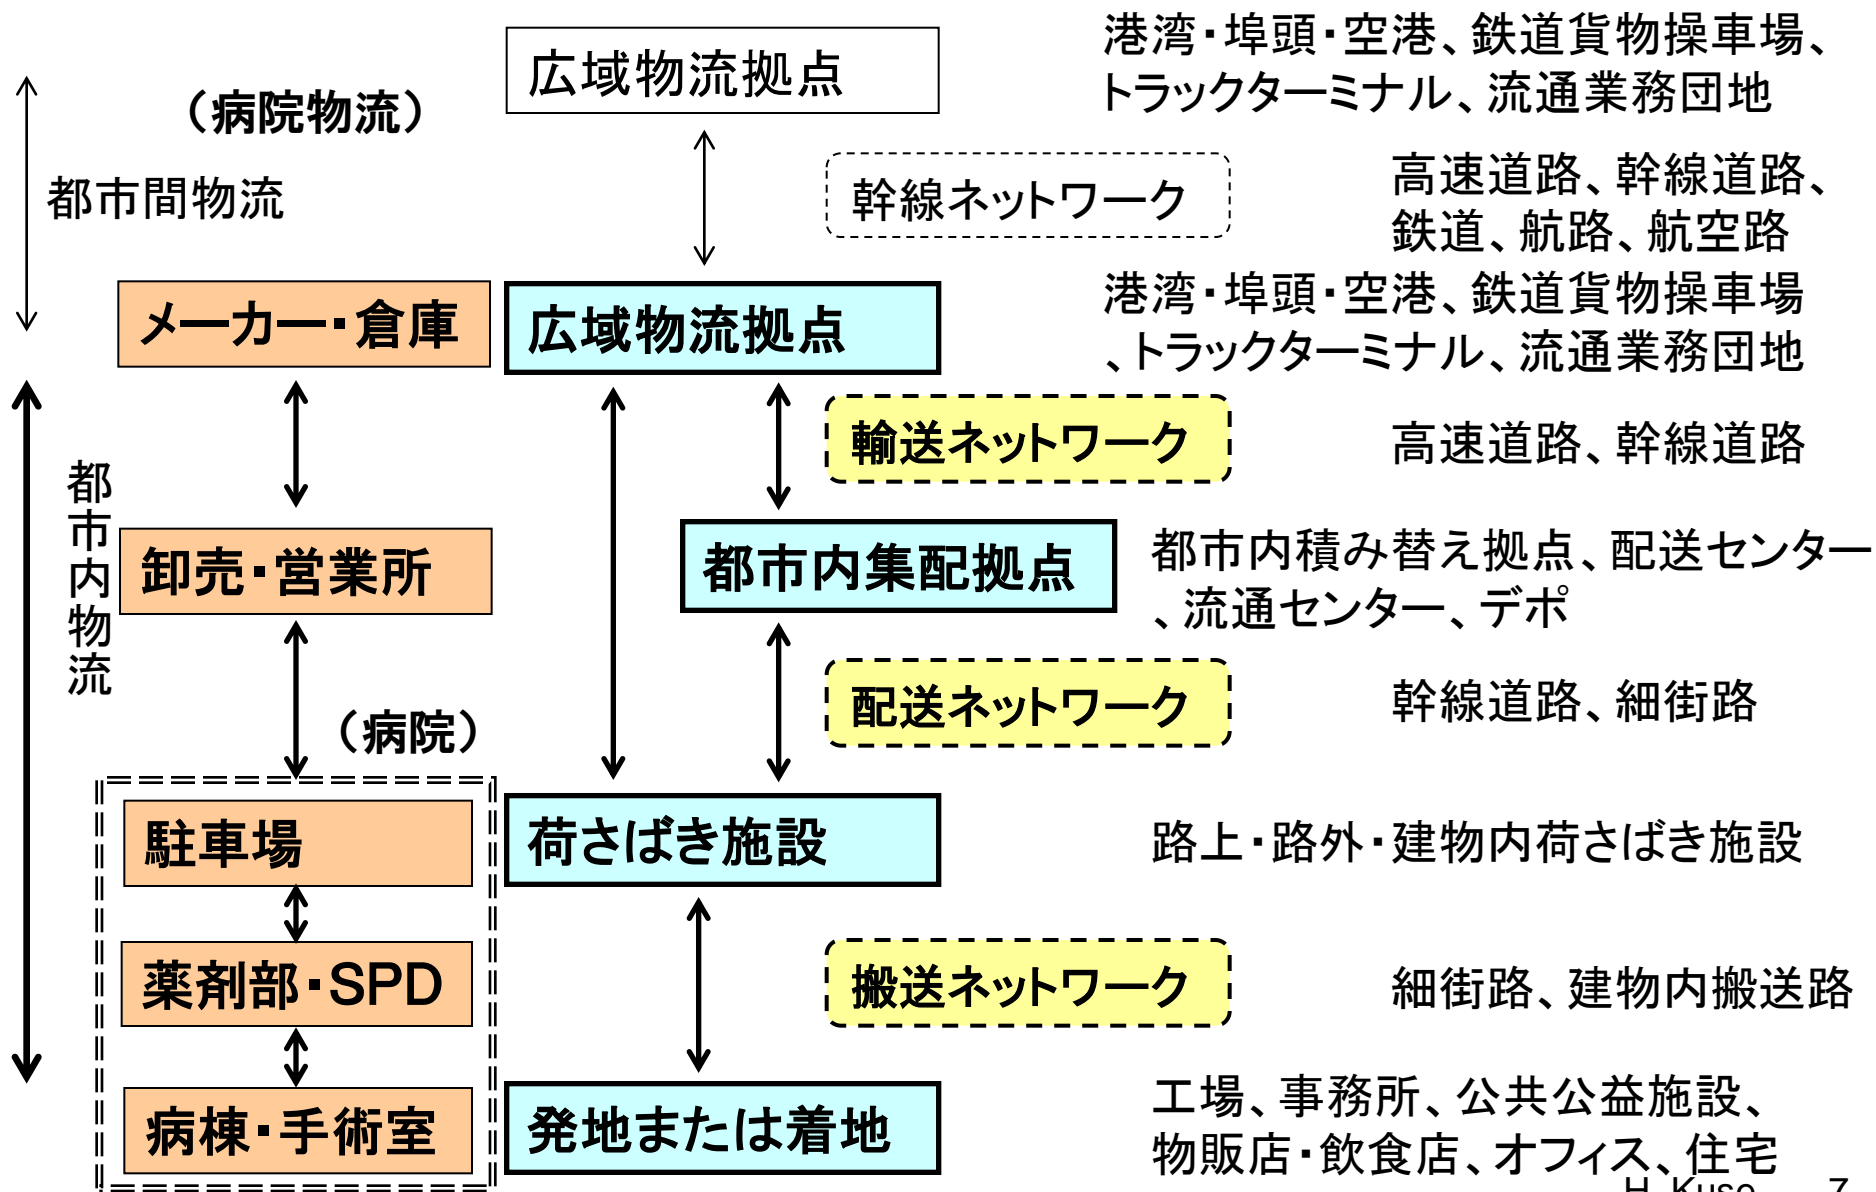 広域物流拠点
港湾・埠頭・空港、鉄道貨物操車場、
トラックターミナル、流通業務団地
（病院物流）
都市間物流
幹線ネットワーク
高速道路、幹線道路、
鉄道、航路、航空路
メーカー・倉庫
広域物流拠点
港湾・埠頭・空港、鉄道貨物操車場
、トラックターミナル、流通業務団地
輸送ネットワーク
高速道路、幹線道路
都市内物流
卸売・営業所
都市内集配拠点
都市内積み替え拠点、配送センター
、流通センター、デポ
配送ネットワーク
幹線道路、細街路
（病院）
駐車場
荷さばき施設
路上・路外・建物内荷さばき施設
薬剤部・SPD
搬送ネットワーク
細街路、建物内搬送路
病棟・手術室
発地または着地
工場、事務所、公共公益施設、
物販店・飲食店、オフィス、住宅
H. Kuse 7